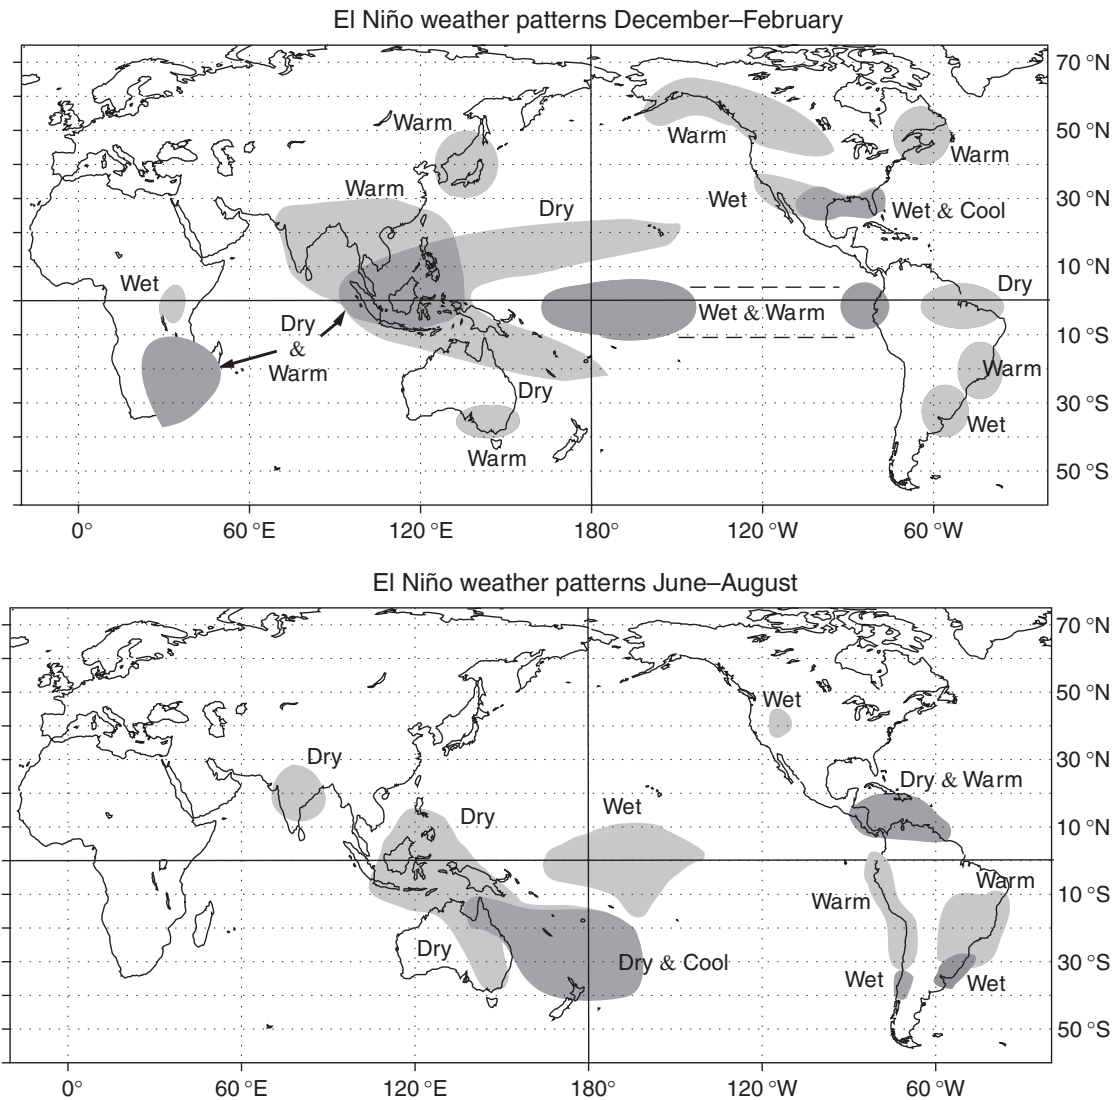 El Niño weather patterns December–February
70 °N
Warm
50 °N
Warm
Warm
Warm
Wet
Dry
30 °N
Wet & Cool
10 °N
Wet
Dry
Wet & Warm
Dry
&
Warm
10 °S
Warm
Dry
30 °S
Wet
Warm
50 °S
0°
60 °E
120 °E
180°
120 °W
60 °W
El Niño weather patterns June–August
70 °N
50 °N
Wet
30 °N
Dry
Dry & Warm
Wet
Dry
10 °N
Warm
Warm
10 °S
Dry
Dry & Cool
30 °S
Wet
Wet
50 °S
0°
60 °E
120 °E
180°
120 °W
60 °W